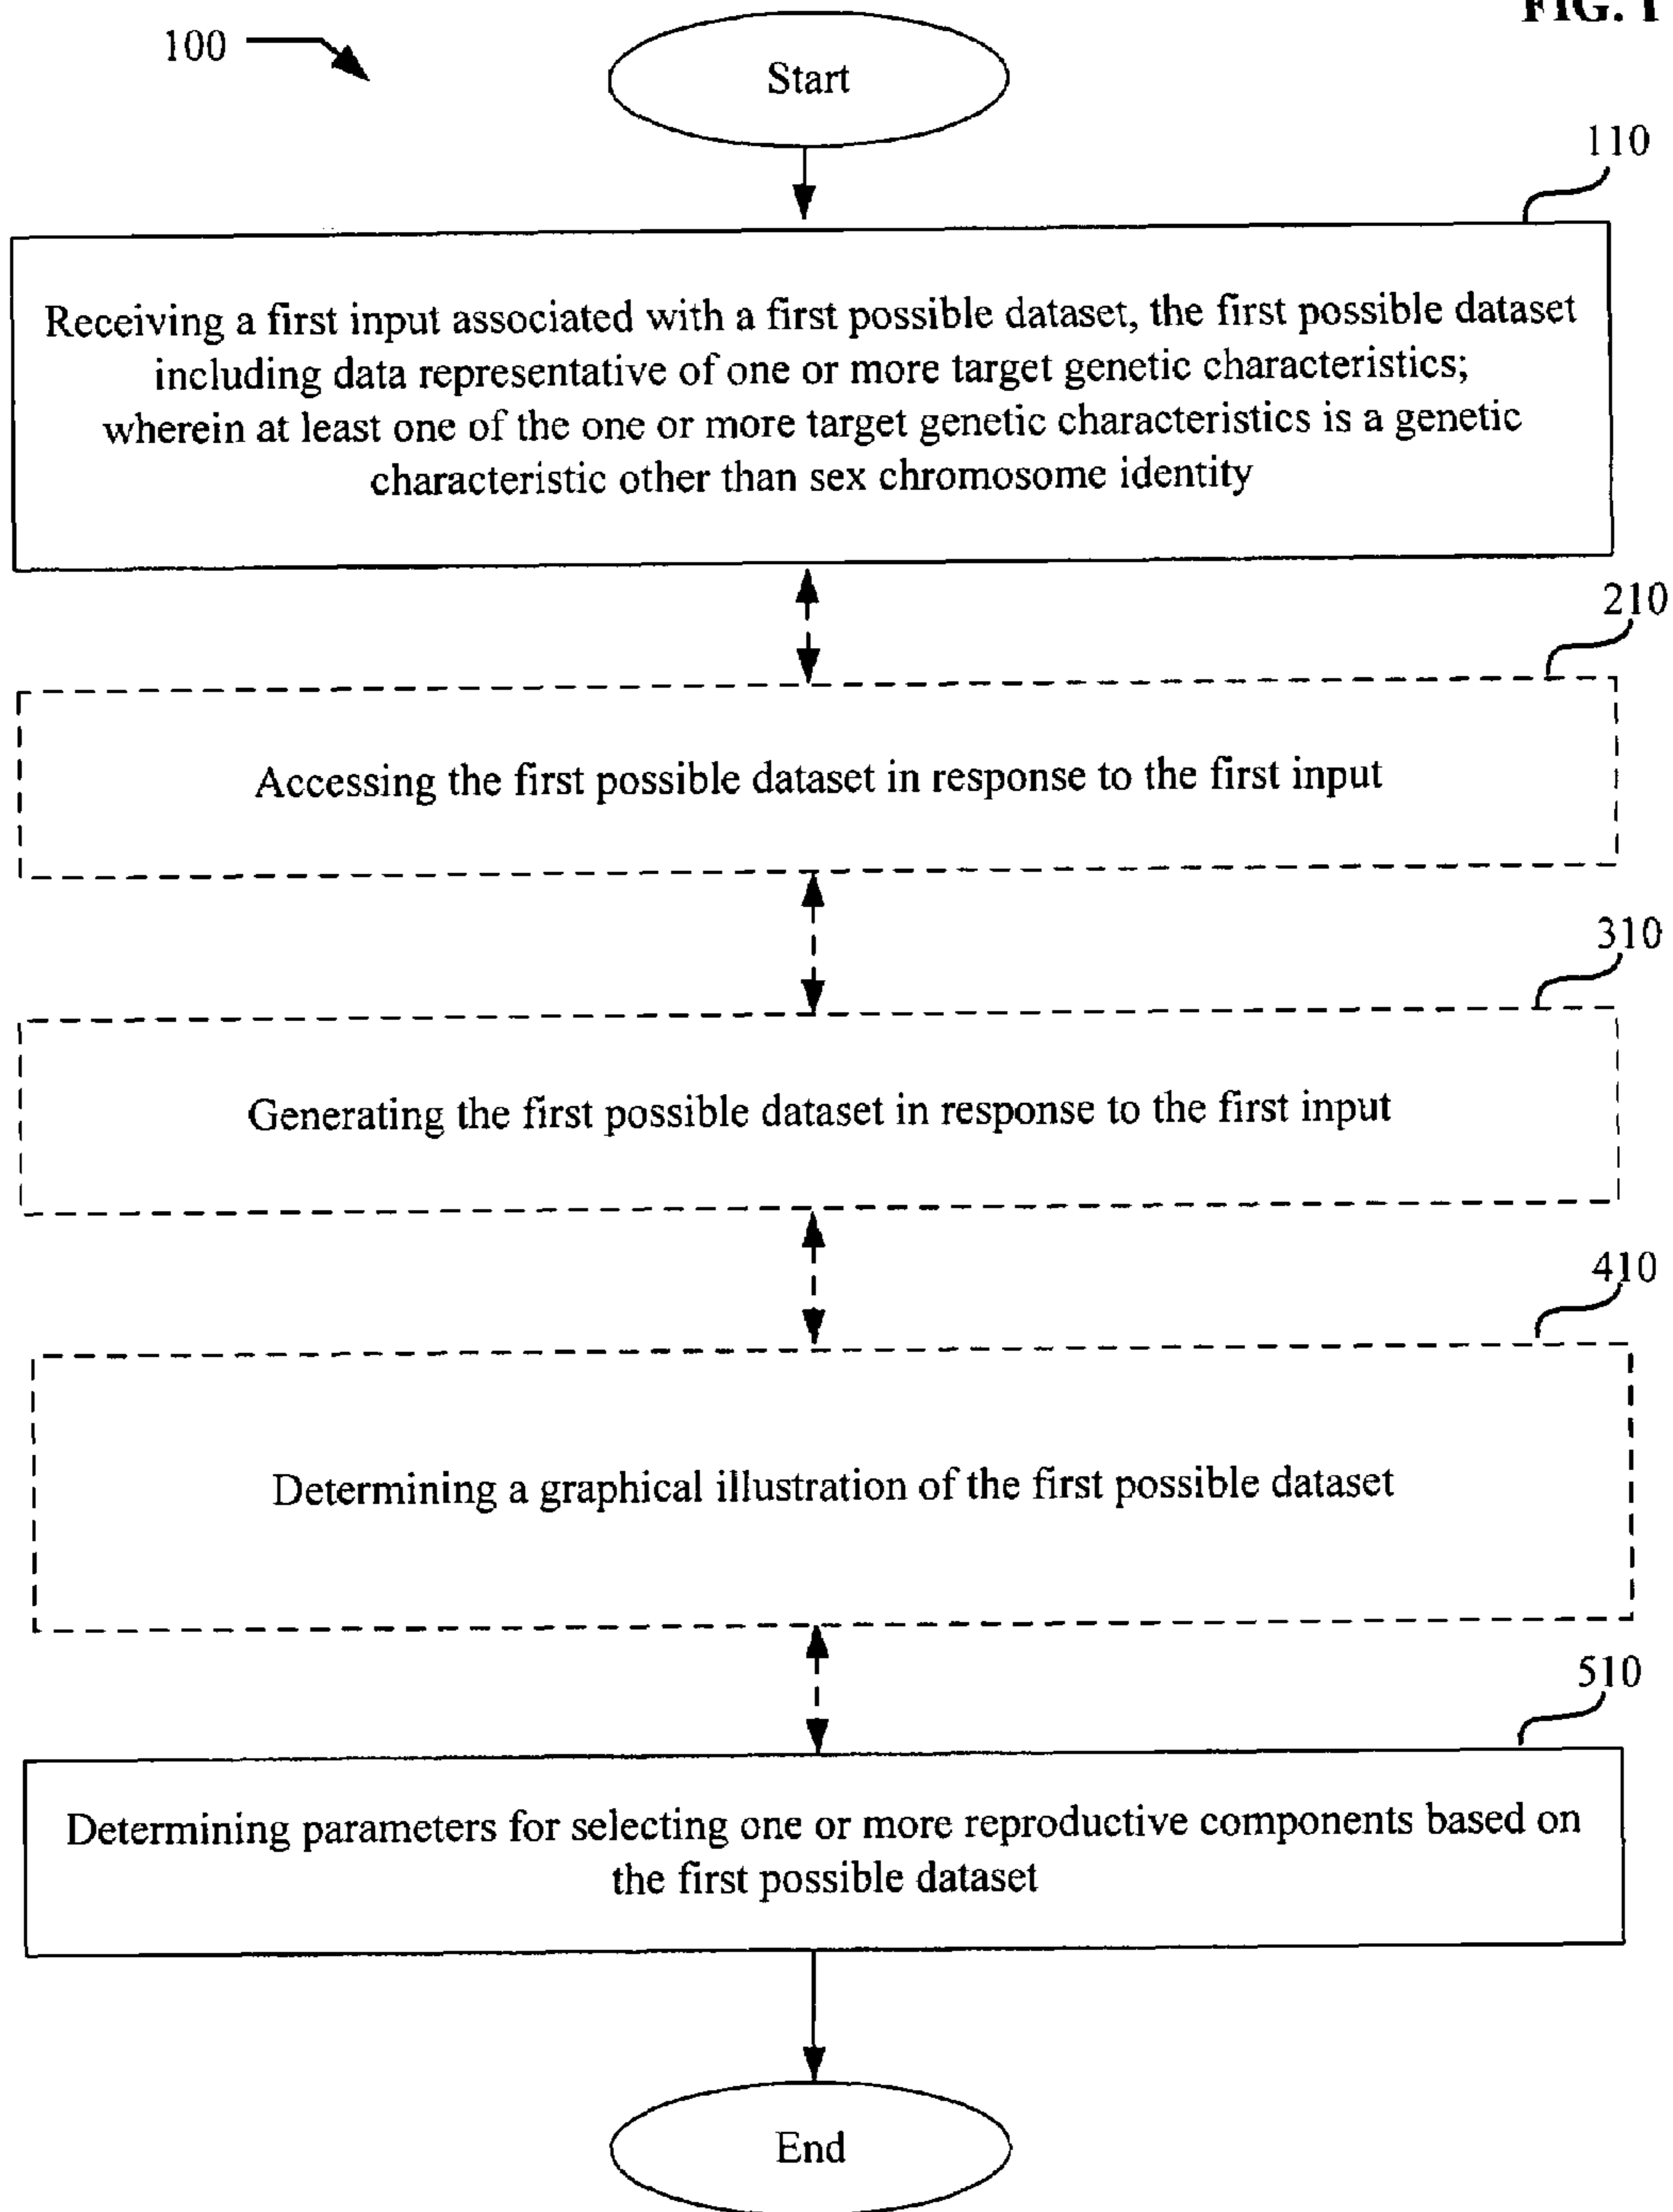 FIG. 1
100
Start
110
Receiving a first input associated with a first possible dataset, the first possible dataset
including data representative of one or more target genetic characteristics;
wherein at least one of the one or more target genetic characteristics is a genetic
characteristic other than sex chromosome identity
210
Accessing the first possible dataset in response to the first input
310
Generating the first possible dataset in response to the first input
410
Determining a graphical illustration of the first possible dataset
510
Determining parameters for selecting one or more reproductive components based on
the first possible dataset
End